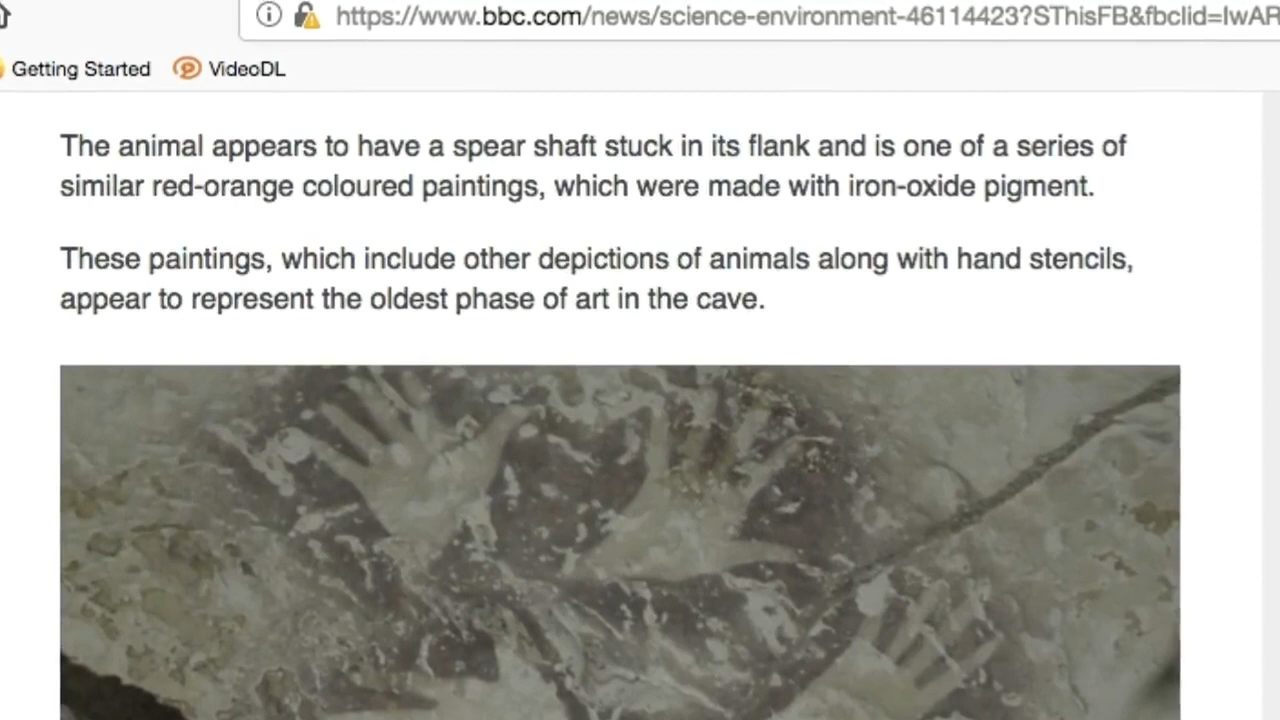 https://www.bbc.com/news/science-environment-46114423?SThisFB&fbclid=IwAR
Getting Started VideoDL
The animal appears to have a spear shaft stuck in its flank and is one of a series of
similar red-orange coloured paintings, which were made with iron-oxide pigment.
These paintings, which include other depictions of animals along with hand stencils,
appear to represent the oldest phase of art in the cave.